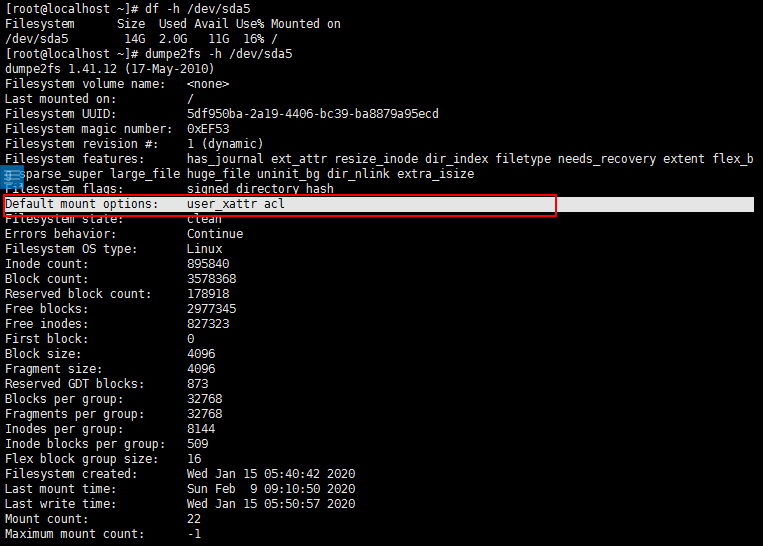 [root@localhost ~]# df -h /dev/sda5
Filesystem      Size  Used Avail Use% Mounted on
/dev/sda5        14G  2.0G   11G  16% /
[root@localhost ~]# dumpe2fs -h /dev/sda5
dumpe2fs 1.41.12 (17-May-2010)
Filesystem volume name:   <none>
Last mounted on:          /
Filesystem UUID:          5df950ba-2a19-4406-bc39-ba8879a95ecd
Filesystem magic number:  0xEF53
Filesystem revision #:    1 (dynamic)
Filesystem features:      has_journal ext_attr resize_inode dir_index filetype needs_recovery extent flex_b
sparse_super large_file huge_file uninit_bg dir_nlink extra_isize
Filesystem flags:         signed directory hash
Default mount options:    user_xattr acl
Filesystem state:         clean
Errors behavior:          Continue
Filesystem OS type:       Linux
Inode count:              895840
Block count:              3578368
Reserved block count:     178918
Free blocks:              2977345
Free inodes:              827323
First block:              0
Block size:               4096
Fragment size:            4096
Reserved GDT blocks:      873
Blocks per group:         32768
Fragments per group:      32768
Inodes per group:         8144
Inode blocks per group:   509
Flex block group size:    16
Filesystem created:       Wed Jan 15 05:40:42 2020
Last mount time:          Sun Feb  9 09:10:50 2020
Last write time:          Wed Jan 15 05:50:57 2020
Mount count:              22
Maximum mount count:      -1